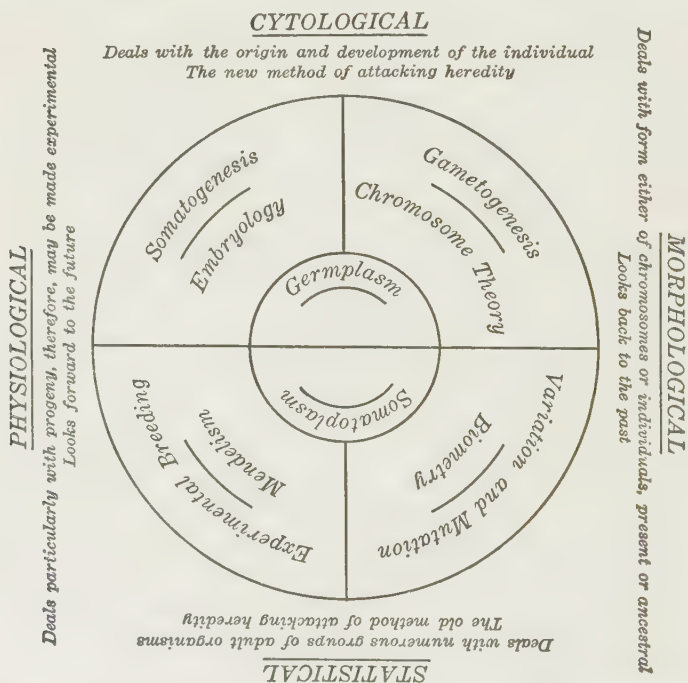 CYTOLOGICAL
Deals with the origin and development of the individual
The new method of attacking heredity
PHYSIOLOGICAL
Deals particularly with progeny, therefore, may be made experimental
Looks forward to the future
MORPHOLOGICAL
Deals with form either of chromosomes or individuals, present or ancestral
Looks back to the past
Somatogenesis
Embryology
Gametogenesis
Chromosome Theory
Germplasm
Somatoplasm
Experimental Breeding
Mendelism
Variation and Mutation
Biometry
STATISTICAL
Deals with numerous groups of adult organisms
The old method of attacking heredity